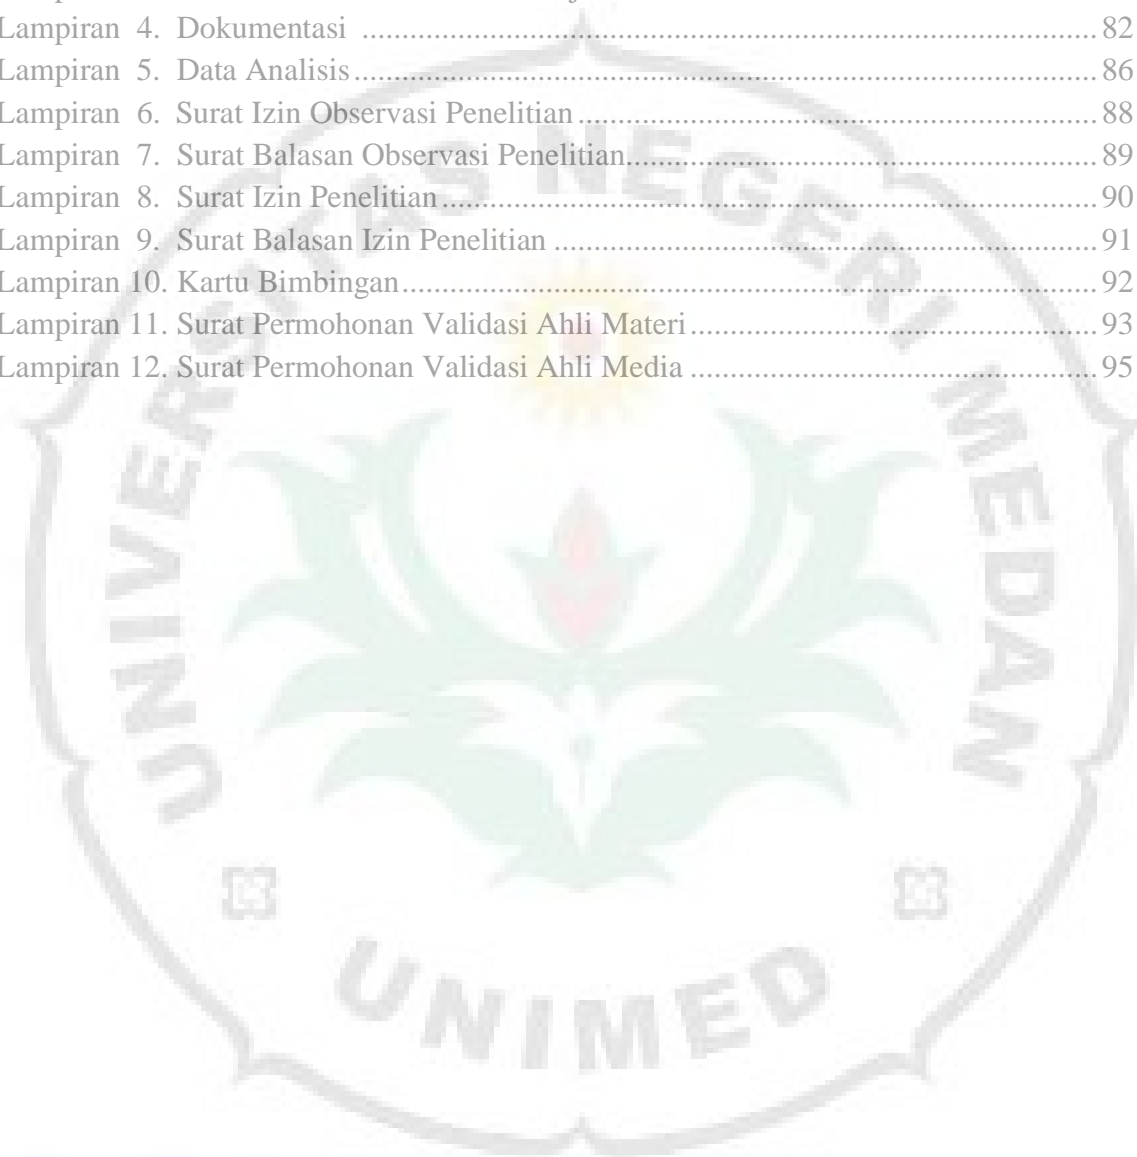 Lampiran 4. Dokumentasi ........................................................................................... 82
Lampiran 5. Data Analisis ............................................................................................ 86
Lampiran 6. Surat Izin Observasi Penelitian ................................................................ 88
Lampiran 7. Surat Balasan Observasi Penelitian.......................................................... 89
Lampiran 8. Surat Izin Penelitian ................................................................................. 90
Lampiran 9. Surat Balasan Izin Penelitian ................................................................... 91
Lampiran 10. Kartu Bimbingan ...................................................................................... 92
Lampiran 11. Surat Permohonan Validasi Ahli Materi .................................................. 93
Lampiran 12. Surat Permohonan Validasi Ahli Media .................................................. 95
UNIVERSITAS NEGERI MEDAN
UNIMED